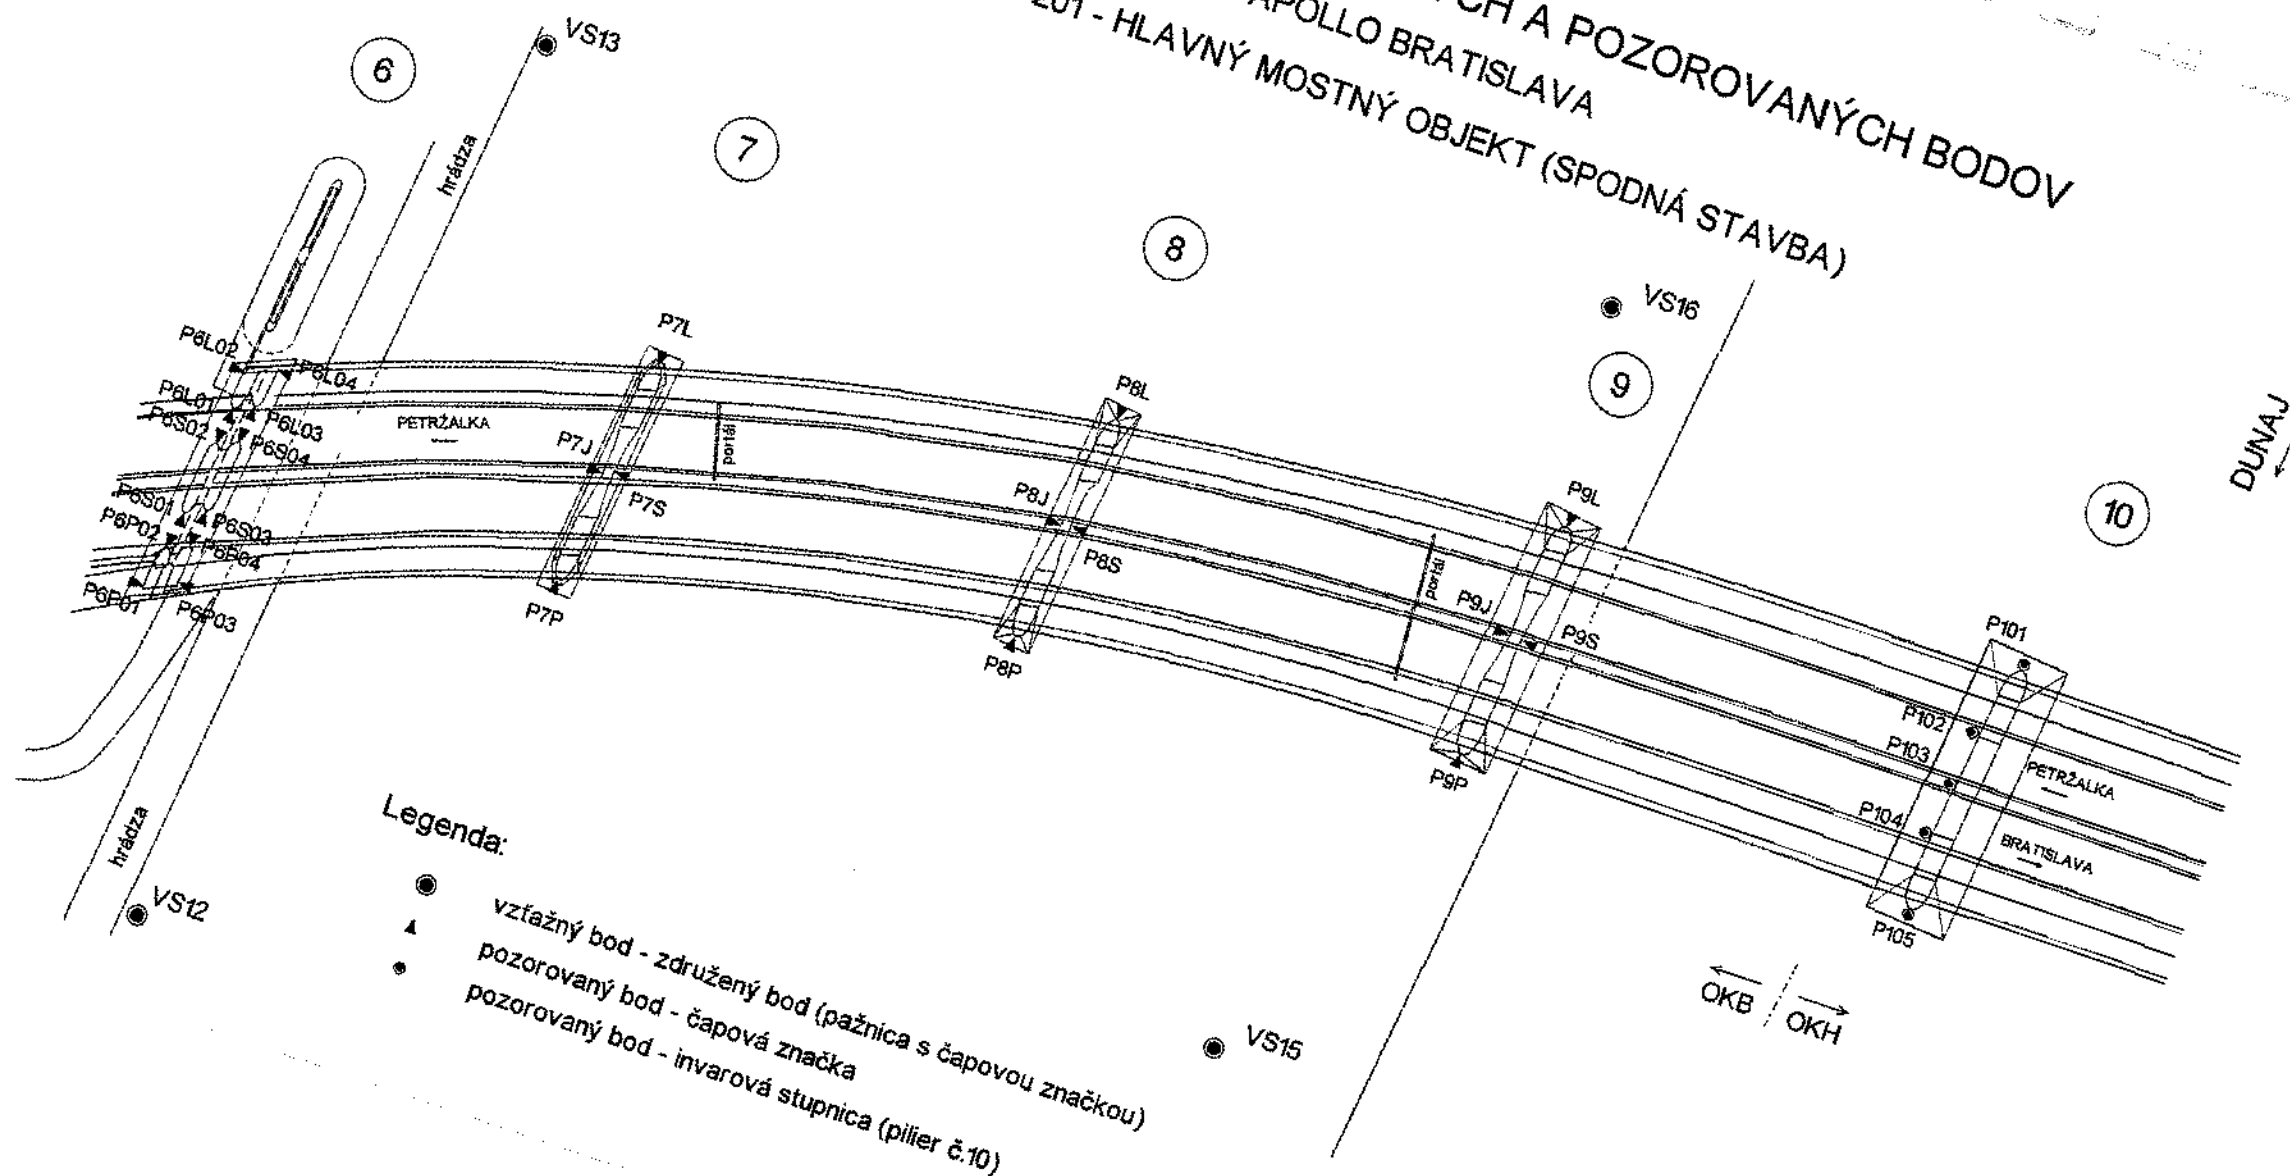 CH A POZOROVANÝCH BODOV
APOLLO BRATISLAVA
201 - HLAVNÝ MOSTNÝ OBJEKT (SPODNÁ STAVBA)
VS13
6
7
8
9
10
hrádza
VS16
DUNAJ
P6L02
P6L04
P6L01
P6L03
P6S02
P6S04
P6S01
P6S03
P6P02
P6P04
P6P01
P6P03
PETRŽALKA
P7L
P7J
P7S
P7P
portál
P8L
P8J
P8S
P8P
portál
P9L
P9J
P9S
P9P
P101
P102
P103
P104
P105
PETRŽALKA
BRATISLAVA
OKB
OKH
hrádza
VS12
VS15
Legenda:
vzťažný bod - združený bod (pažnica s čapovou značkou)
pozorovaný bod - čapová značka
pozorovaný bod - invarová stupnica (pilier č.10)